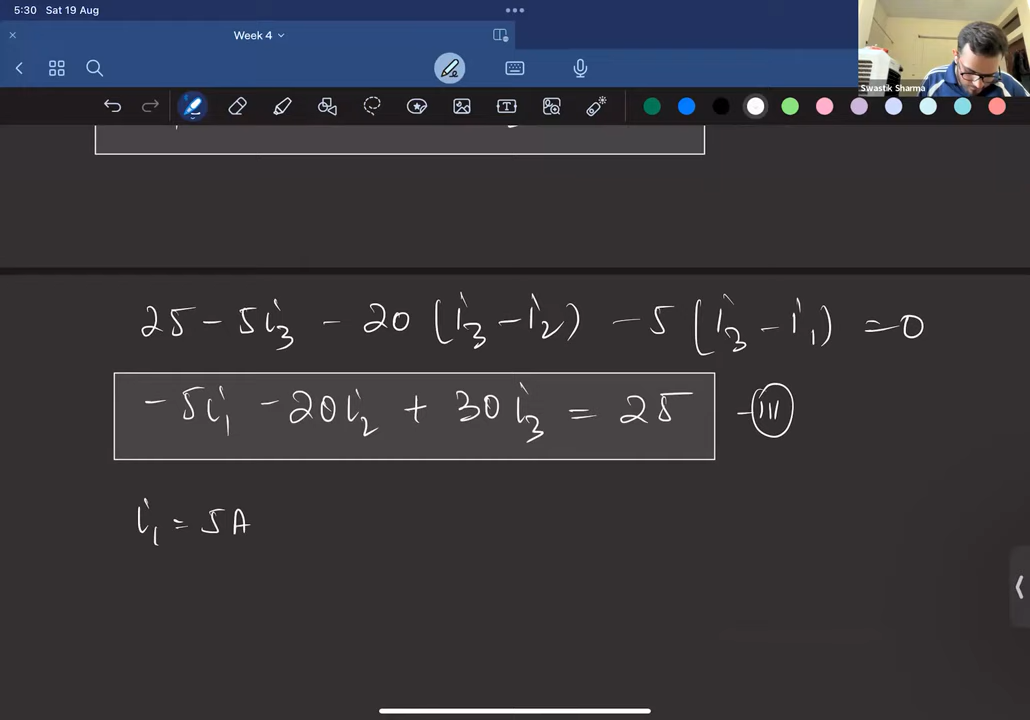 5:30 Sat 19 Aug
Week 4
Swastik Sharma
25 - 5i₃ - 20 (i₃ - i₂) - 5 (i₃ - i₁) = 0
-5i₁ - 20i₂ + 30i₃ = 25 - III
i₁ = 5A